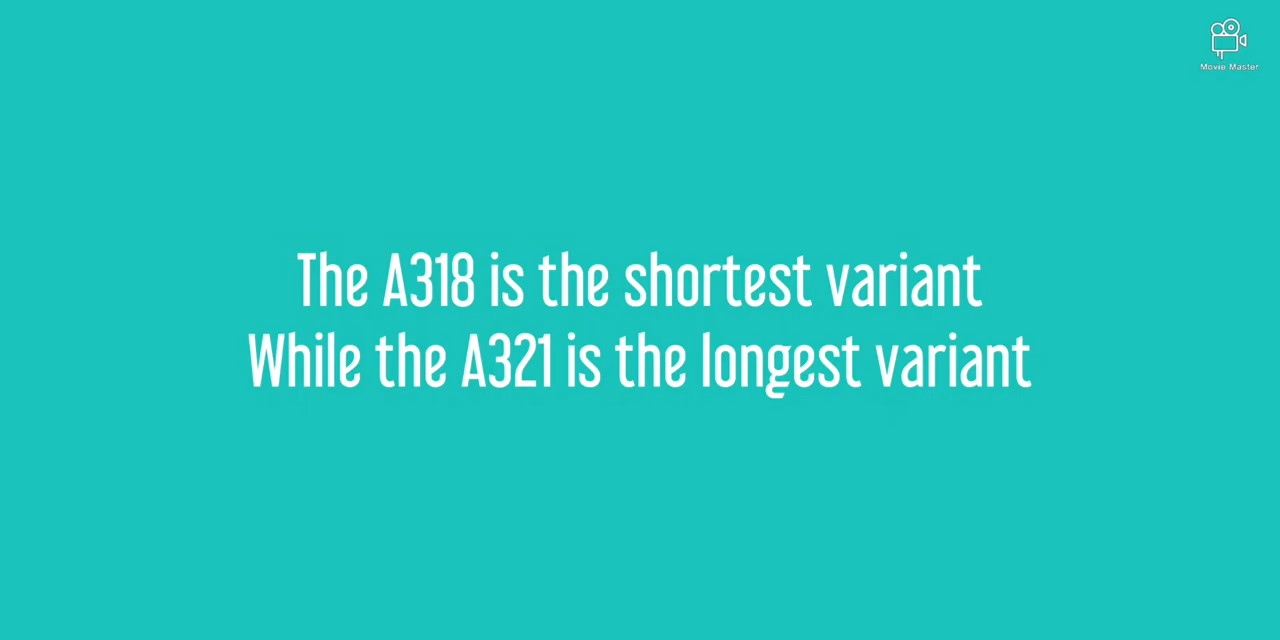 Movie Master
The A318 is the shortest variant
While the A321 is the longest variant